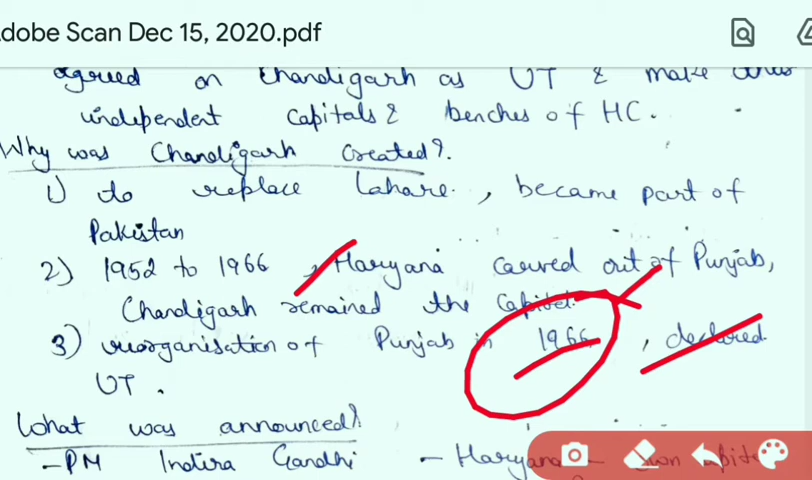 dobe Scan Dec 15, 2020.pdf
agreed on Chandigarh as UT &  make
independent capitals & benches of HC.
Why was Chandigarh created?
1) to replace Lahore, became part of
Pakistan
2) 1952 to 1966, Haryana carved out of Punjab,
Chandigarh remained the capital.
3) reorganisation of Punjab in 1966, declared
UT.
What was announced?
- PM Indira Gandhi - Haryana - own capital